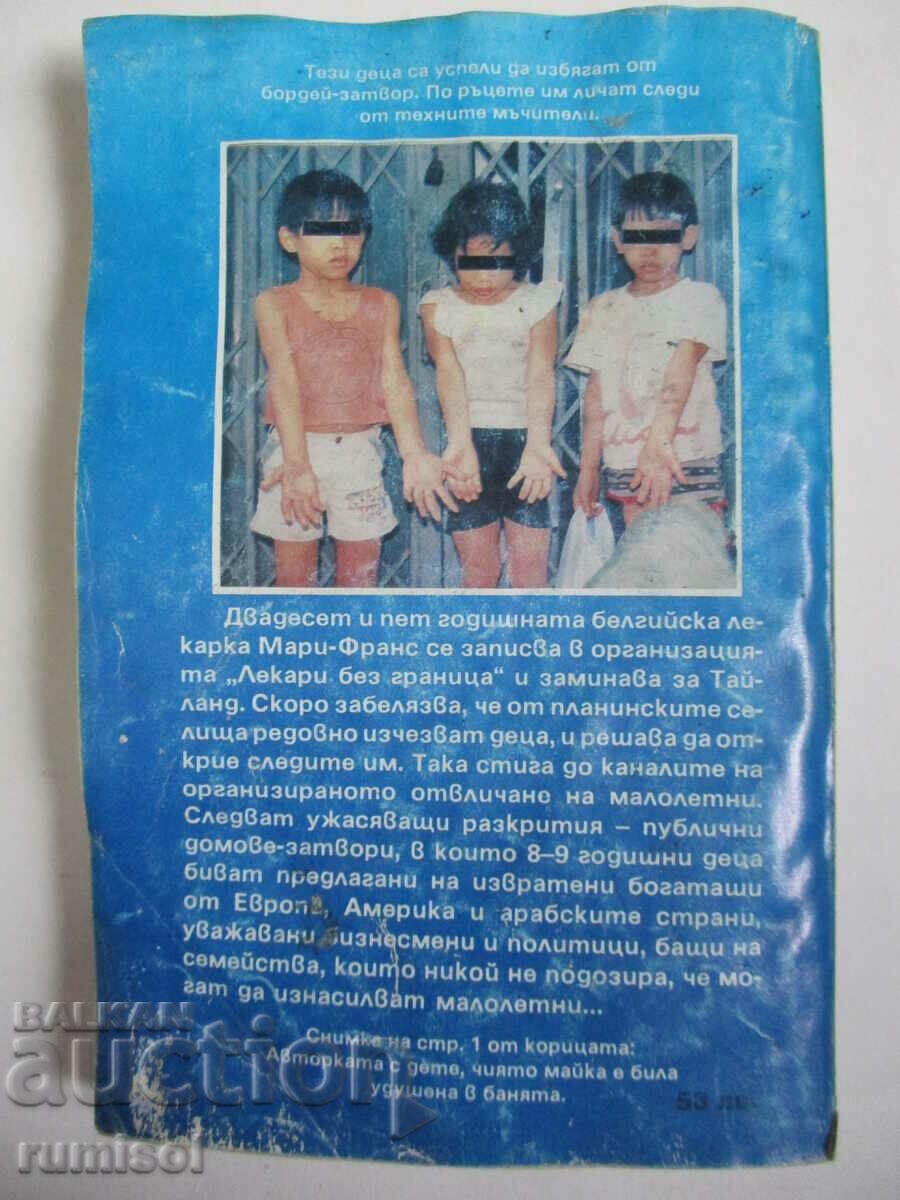 Тези деца са успели да избягат от
бордей-затвор. По ръцете им личат следи
от техните мъчители.
Двадесет и пет годишната белгийска ле-
карка Мари-Франс се записва в организация-
та „Лекари без граница“ и заминава за Тай-
ланд. Скоро забелязва, че от планинските се-
лища редовно изчезват деца, и решава да от-
крие следите им. Така стига до каналите на
организираното отвличане на малолетни.
Следват ужасяващи разкрития – публични
домове-затвори, в които 8–9 годишни деца
биват предлагани на извратени богаташи
от Европа, Америка и арабските страни,
уважавани бизнесмени и политици, бащи на
семейства, които никой не подозира, че мо-
гат да изнасилват малолетни...
Снимка на стр. 1 от корицата:
Авторката с дете, чиято майка е била
удушена в банята.
53 лв.
BALKAN
auction
rumisol